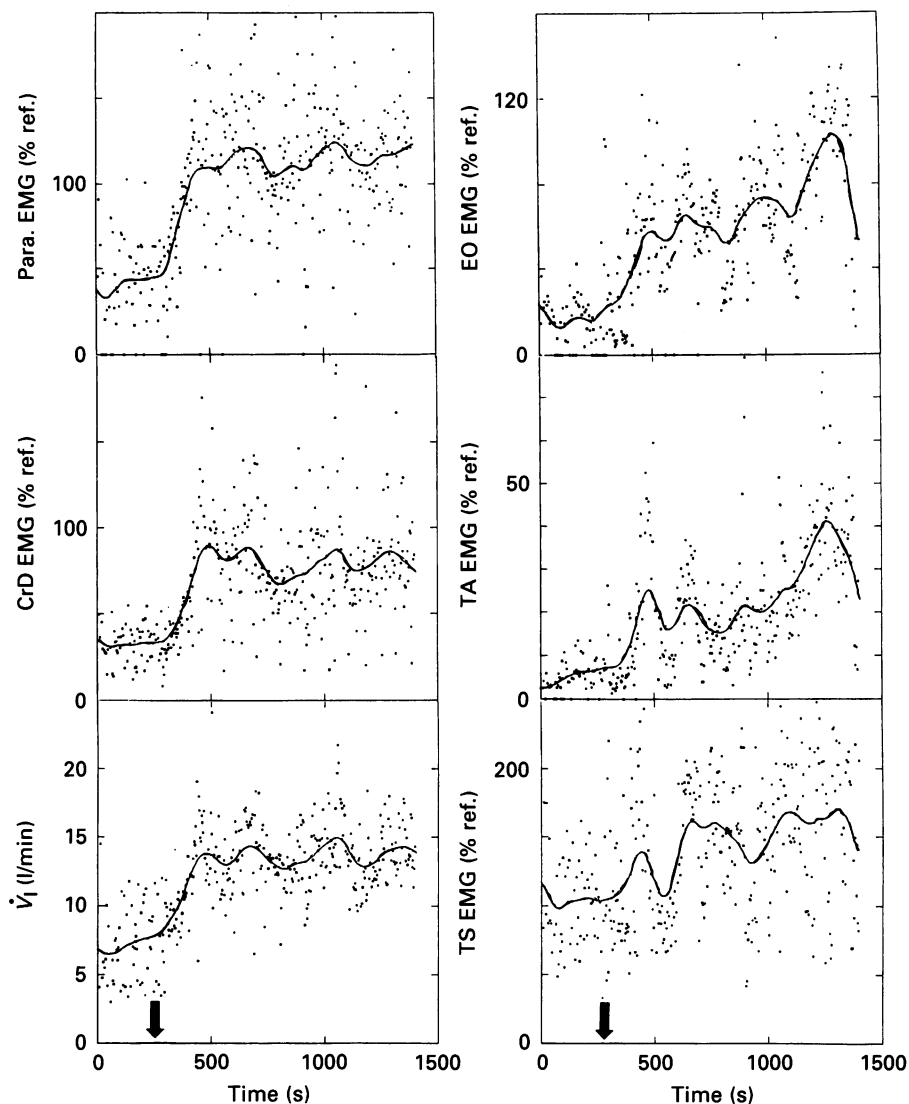 Para. EMG (% ref.)
100
0
EO EMG (% ref.)
120
0
CrD EMG (% ref.)
100
0
TA EMG (% ref.)
50
0
V̇I (l/min)
20
15
10
5
0
0 500 1000 1500
Time (s)
TS EMG (% ref.)
200
0
0 500 1000 1500
Time (s)